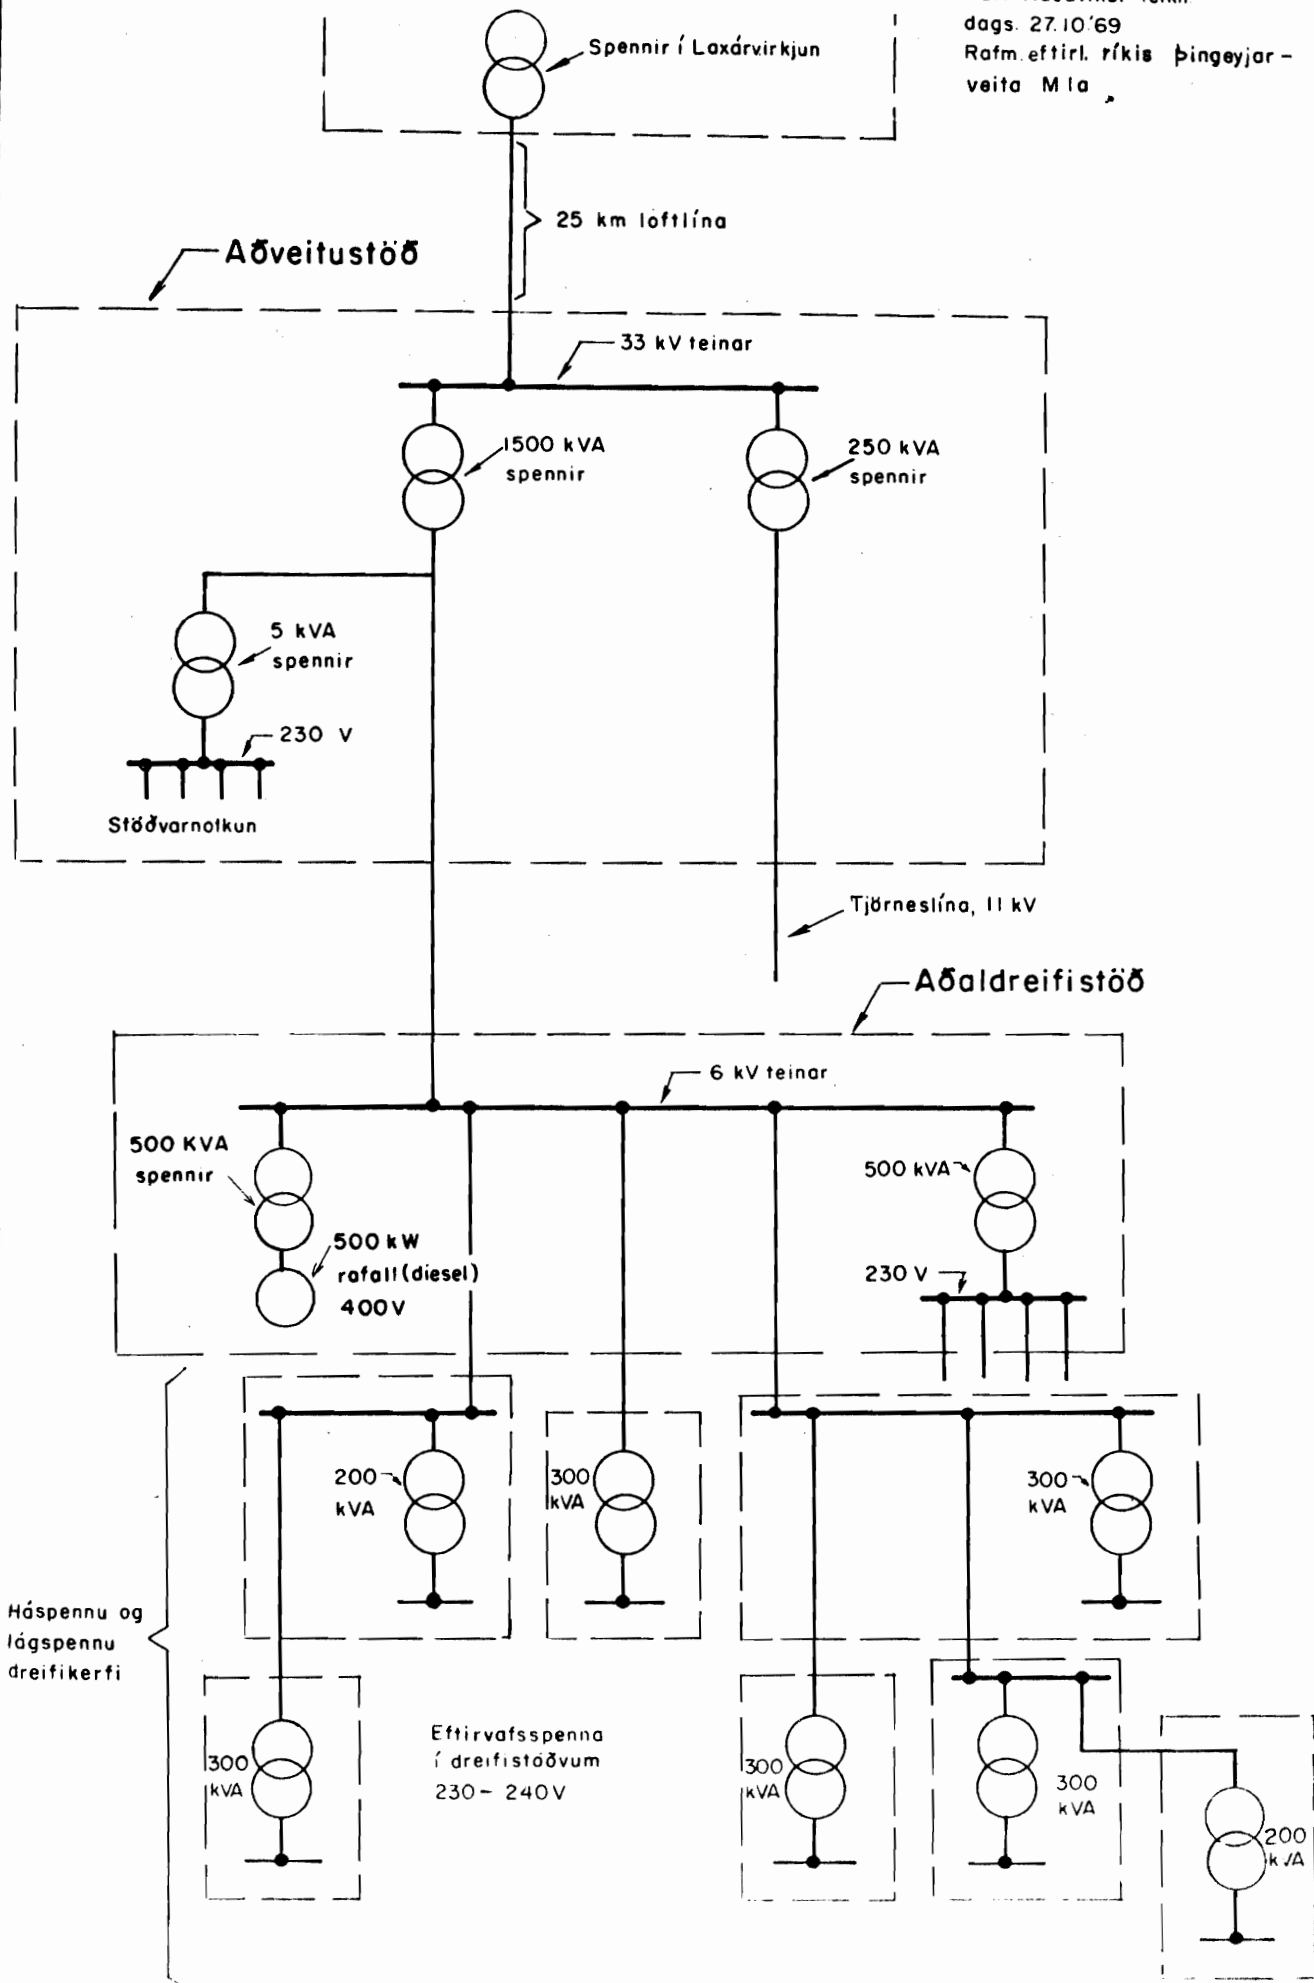 dags. 27.10.'69
Rafm. eftirl. ríkis Þingeyjar-
veita M1a
Spennir í Laxárvirkjun
25 km loftlína
Aðveitustöð
33 kV teinar
1500 kVA
spennir
250 kVA
spennir
5 kVA
spennir
230 V
Stöðvarnotkun
Tjörneslína, 11 kV
Aðaldreifistöð
6 kV teinar
500 KVA
spennir
500 kVA
500 kW
rafall (diesel)
400V
230 V
200
kVA
300
kVA
300
kVA
Háspennu og
lágspennu
dreifikerfi
Eftirvafsspenna
í dreifistöðvum
230 - 240V
300
kVA
300
kVA
300
kVA
200
kVA